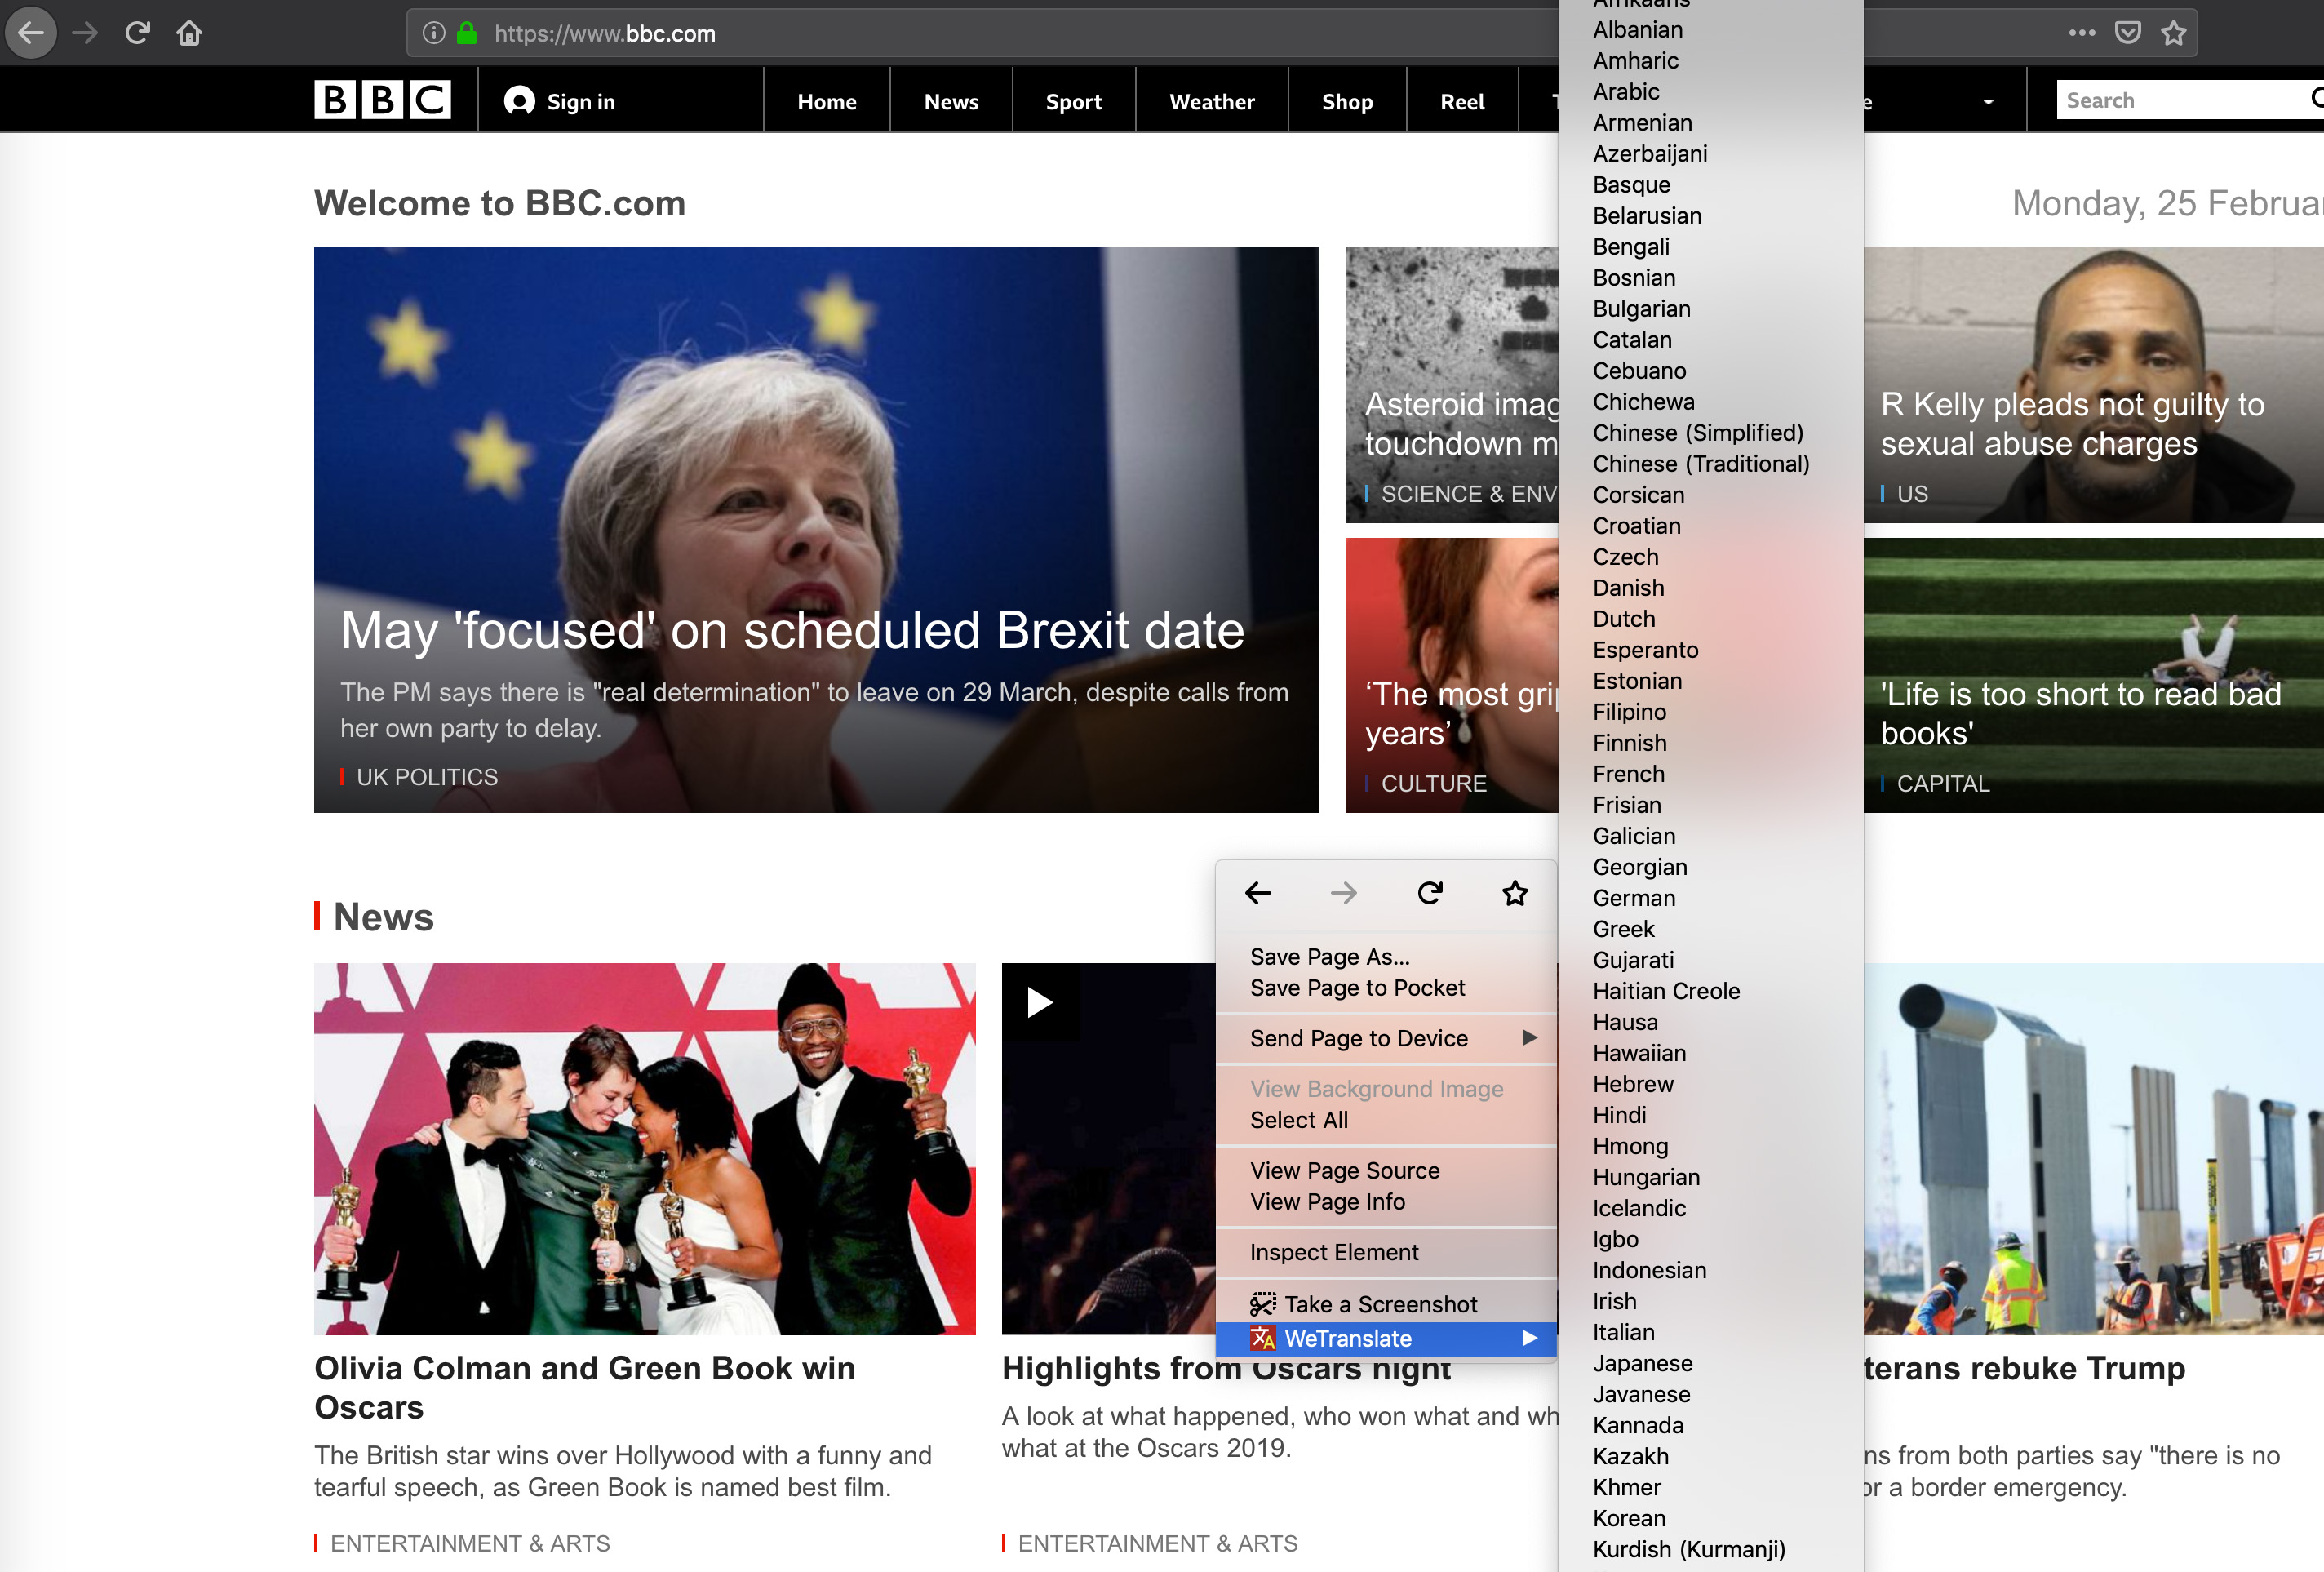 https://www.bbc.com
BBC
Sign in
Home
News
Sport
Weather
Shop
Reel
Search
Welcome to BBC.com
Monday, 25
May 'focused' on scheduled Brexit date
The PM says there is "real determination" to leave on 29 March, despite calls from
her own party to delay.
UK POLITICS
Asteroid
touchdown
SCIENCE &
R Kelly pleads not guilty to
sexual abuse charges
US
‘The most
years’
CULTURE
'Life is too short to read bad
books'
CAPITAL
News
Olivia Colman and Green Book win
Oscars
The British star wins over Hollywood with a funny and
tearful speech, as Green Book is named best film.
ENTERTAINMENT & ARTS
Highlights from Oscars night
A look at what happened, who won what and
what at the Oscars 2019.
ENTERTAINMENT & ARTS
rebuke Trump
from both parties say "there is no
or a border emergency.
Save Page As...
Save Page to Pocket
Send Page to Device
View Background Image
Select All
View Page Source
View Page Info
Inspect Element
Take a Screenshot
WeTranslate
Afrikaans
Albanian
Amharic
Arabic
Armenian
Azerbaijani
Basque
Belarusian
Bengali
Bosnian
Bulgarian
Catalan
Cebuano
Chichewa
Chinese (Simplified)
Chinese (Traditional)
Corsican
Croatian
Czech
Danish
Dutch
Esperanto
Estonian
Filipino
Finnish
French
Frisian
Galician
Georgian
German
Greek
Gujarati
Haitian Creole
Hausa
Hawaiian
Hebrew
Hindi
Hmong
Hungarian
Icelandic
Igbo
Indonesian
Irish
Italian
Japanese
Javanese
Kannada
Kazakh
Khmer
Korean
Kurdish (Kurmanji)